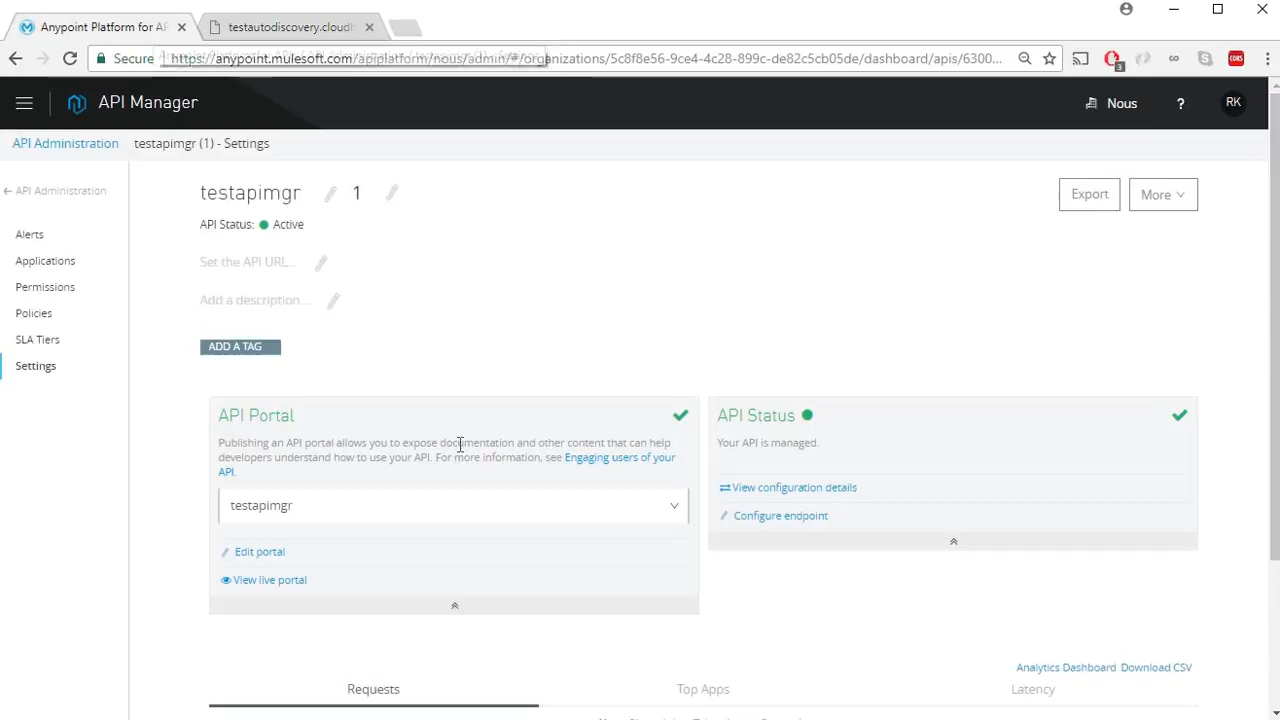 Anypoint Platform for AP
testautodiscovery.cloudh
Secure
https://anypoint.mulesoft.com/apiplatform/nous/admin/#/organizations/5c8f8e56-9ce4-4c28-899c-de82c5cb05de/dashboard/apis/6300...
3
CORS
API Manager
Nous
?
RK
API Administration
testapimgr (1) - Settings
API Administration
testapimgr
1
Export
More
API Status:
Active
Alerts
Set the API URL...
Applications
Permissions
Add a description...
Policies
SLA Tiers
ADD A TAG
Settings
API Portal
Publishing an API portal allows you to expose documentation and other content that can help
developers understand how to use your API. For more information, see Engaging users of your
API.
testapimgr
Edit portal
View live portal
API Status
Your API is managed.
View configuration details
Configure endpoint
Analytics Dashboard
Download CSV
Requests
Top Apps
Latency